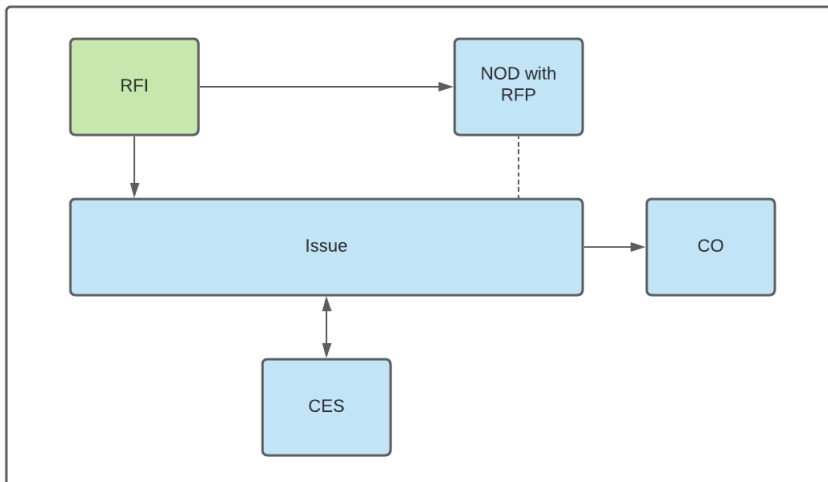 RFI
NOD with
RFP
Issue
CO
CES